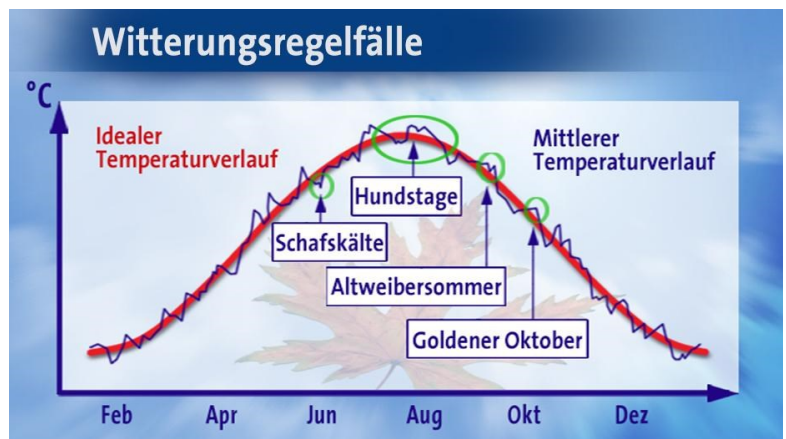 Witterungsregelfälle
°C
Idealer
Temperaturverlauf
Mittlerer
Temperaturverlauf
Hundstage
Schafskälte
Altweibersommer
Goldener Oktober
Feb Apr Jun Aug Okt Dez